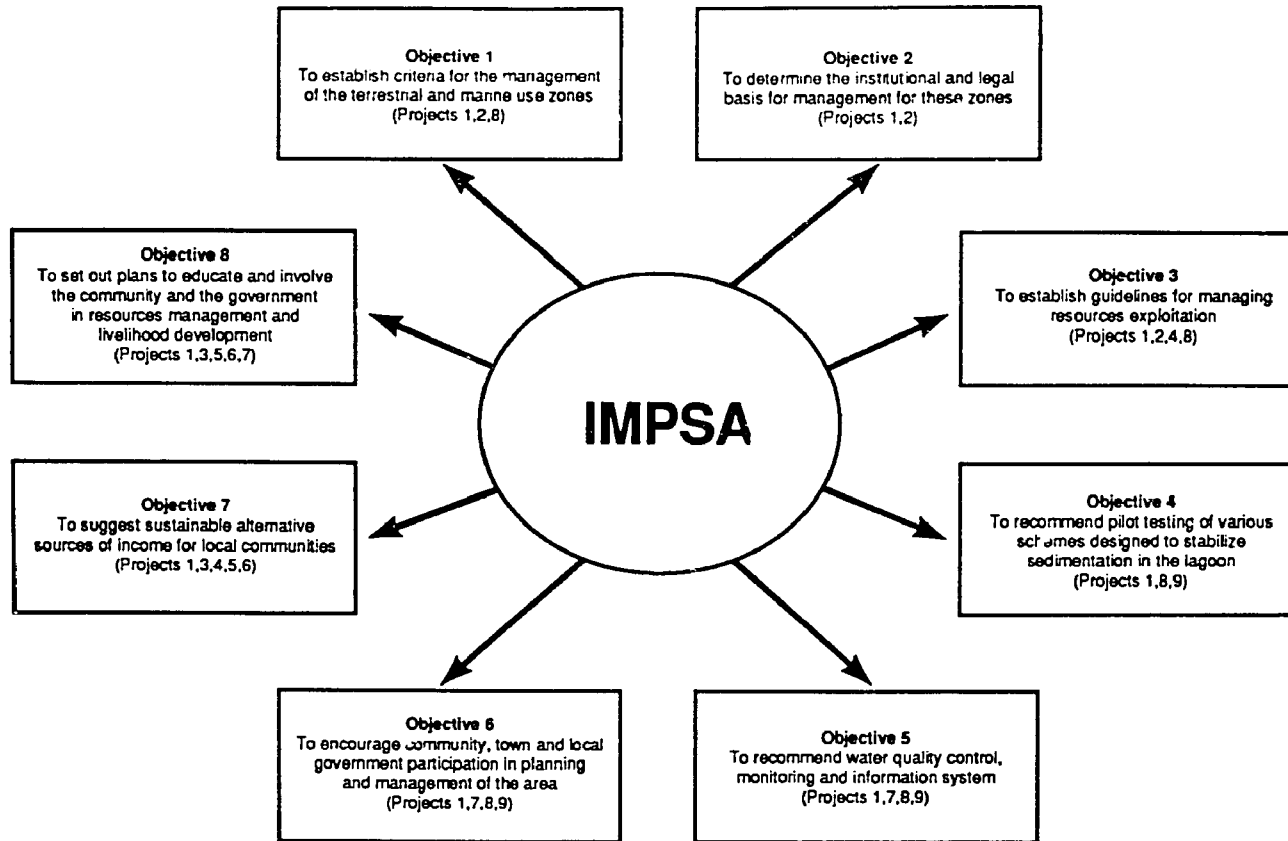 Objective 1
To establish criteria for the management
of the terrestrial and marine use zones
(Projects 1,2,8)
Objective 2
To determine the institutional and legal
basis for management for these zones
(Projects 1,2)
Objective 8
To set out plans to educate and involve
the community and the government
in resources management and
livelihood development
(Projects 1,3,5,6,7)
Objective 3
To establish guidelines for managing
resources exploitation
(Projects 1,2,4,8)
IMPSA
Objective 7
To suggest sustainable alternative
sources of income for local communities
(Projects 1,3,4,5,6)
Objective 4
To recommend pilot testing of various
schemes designed to stabilize
sedimentation in the lagoon
(Projects 1,8,9)
Objective 6
To encourage community, town and local
government participation in planning
and management of the area
(Projects 1,7,8,9)
Objective 5
To recommend water quality control,
monitoring and information system
(Projects 1,7,8,9)